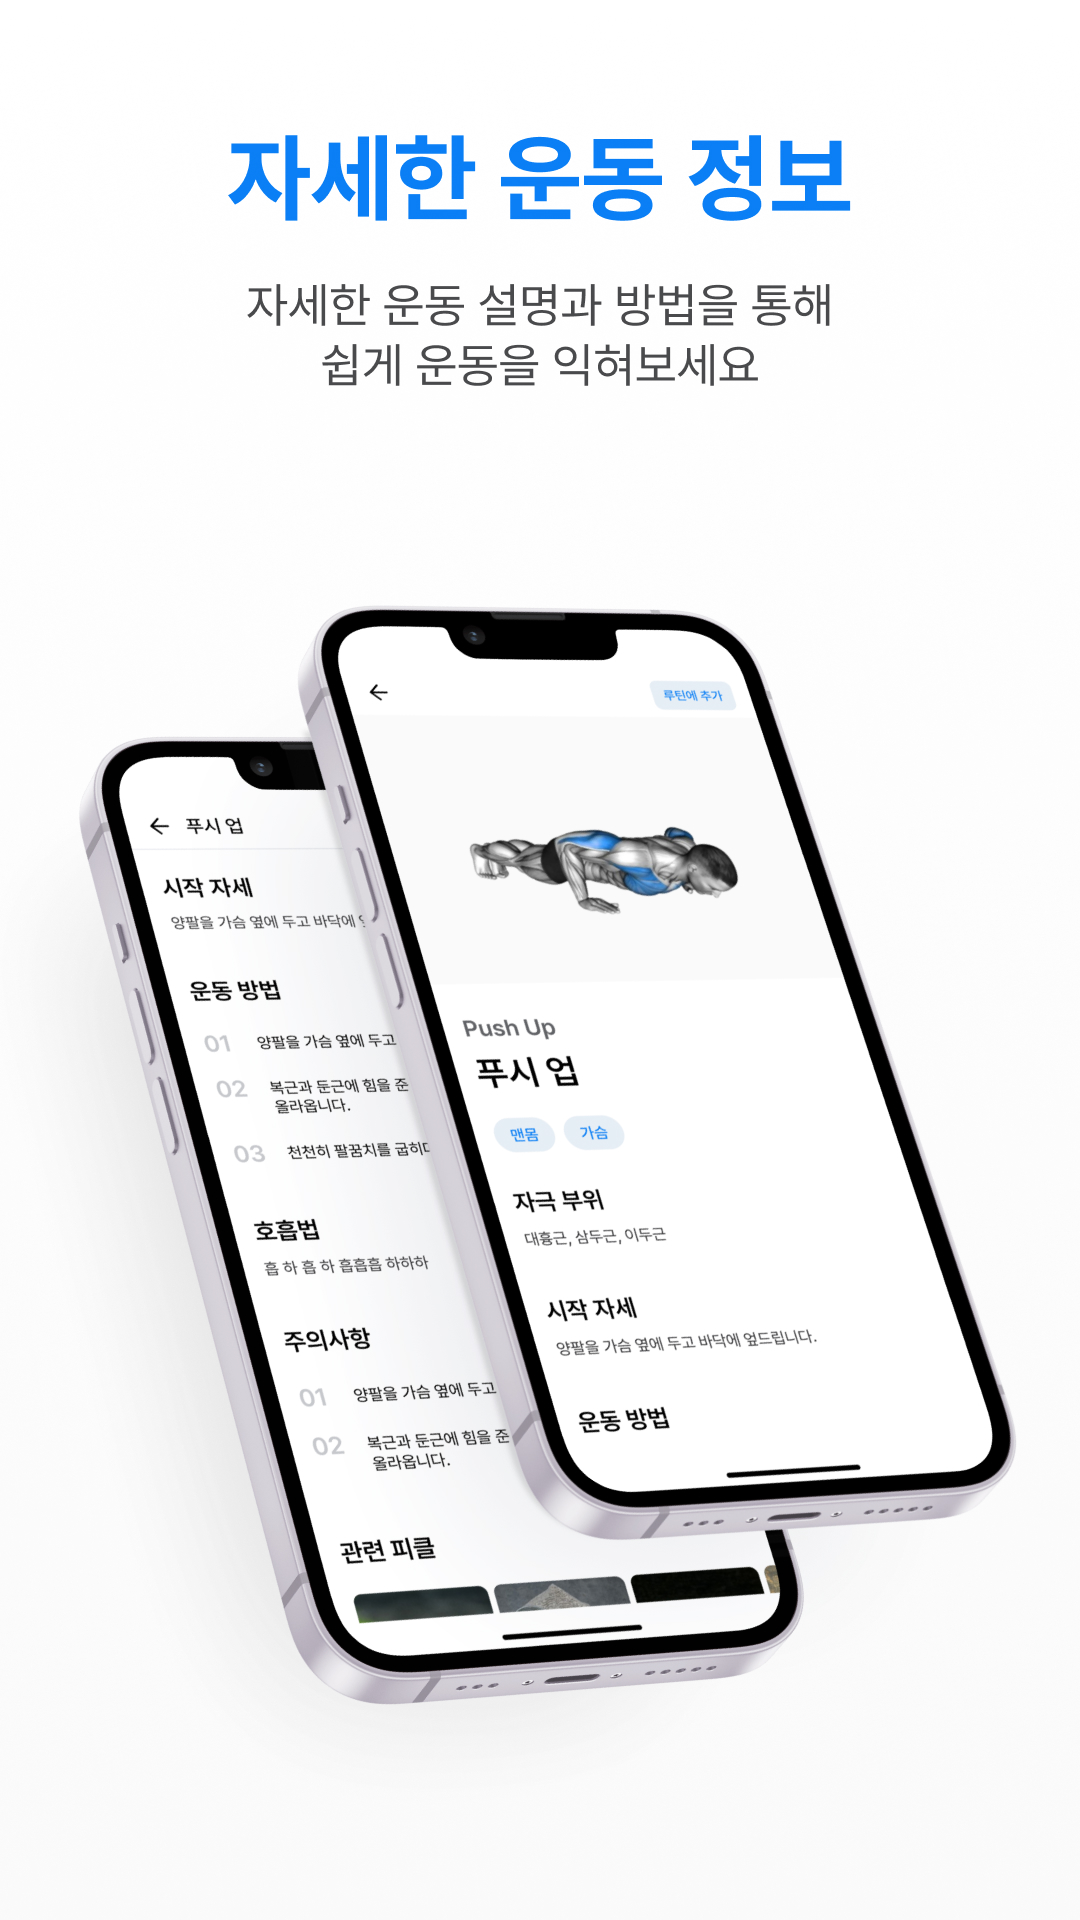 자세한 운동 정보
자세한 운동 설명과 방법을 통해
쉽게 운동을 익혀보세요
루틴에 추가
Push Up
푸시 업
맨몸
가슴
자극 부위
대흉근, 삼두근, 이두근
시작 자세
양팔을 가슴 옆에 두고 바닥에 엎드립니다.
운동 방법
푸시 업
시작 자세
양팔을 가슴 옆에 두고 바닥에
운동 방법
01 양팔을 가슴 옆에 두고
02 복근과 둔근에 힘을 준
올라옵니다.
03 천천히 팔꿈치를 굽히
호흡법
흡 하 흡 하 흡흡흡 하하하
주의사항
01 양팔을 가슴 옆에 두고
02 복근과 둔근에 힘을 준
올라옵니다.
관련 피클